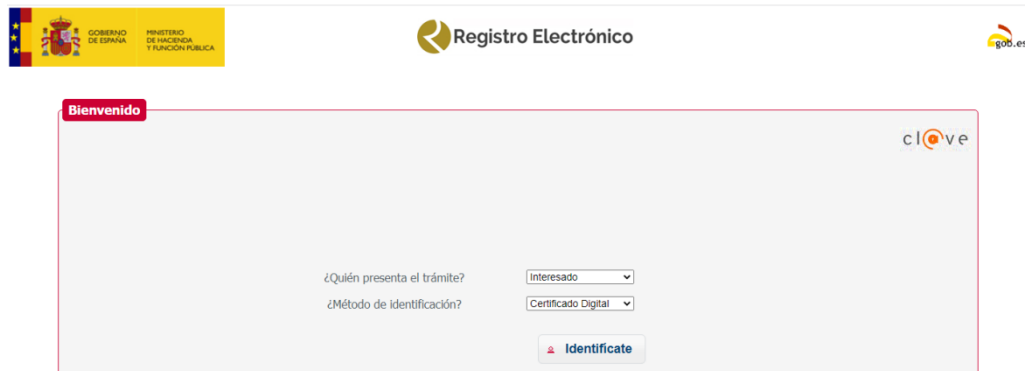 GOBIERNO
DE ESPAÑA
MINISTERIO
DE HACIENDA
Y FUNCIÓN PÚBLICA
Registro Electrónico
gob.es
Bienvenido
cl@ve
¿Quién presenta el trámite?
Interesado
¿Método de identificación?
Certificado Digital
Identifícate